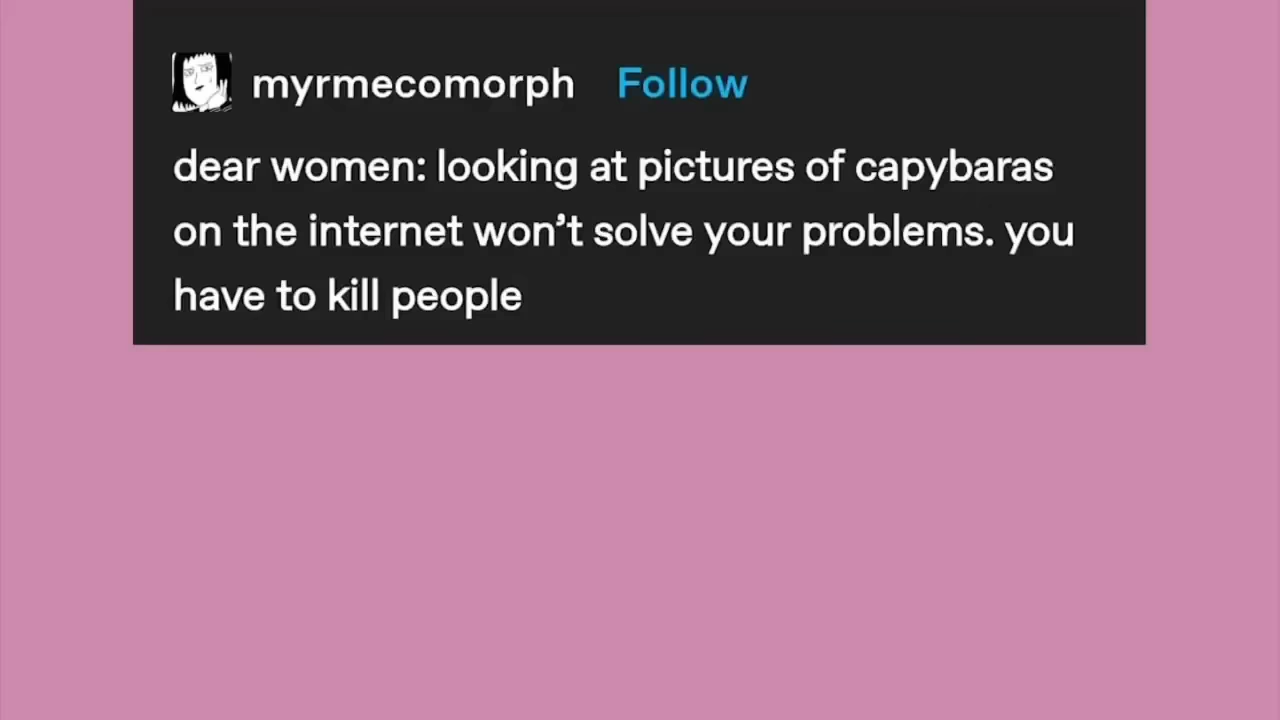 myrmecomorph Follow
dear women: looking at pictures of capybaras
on the internet won’t solve your problems. you
have to kill people